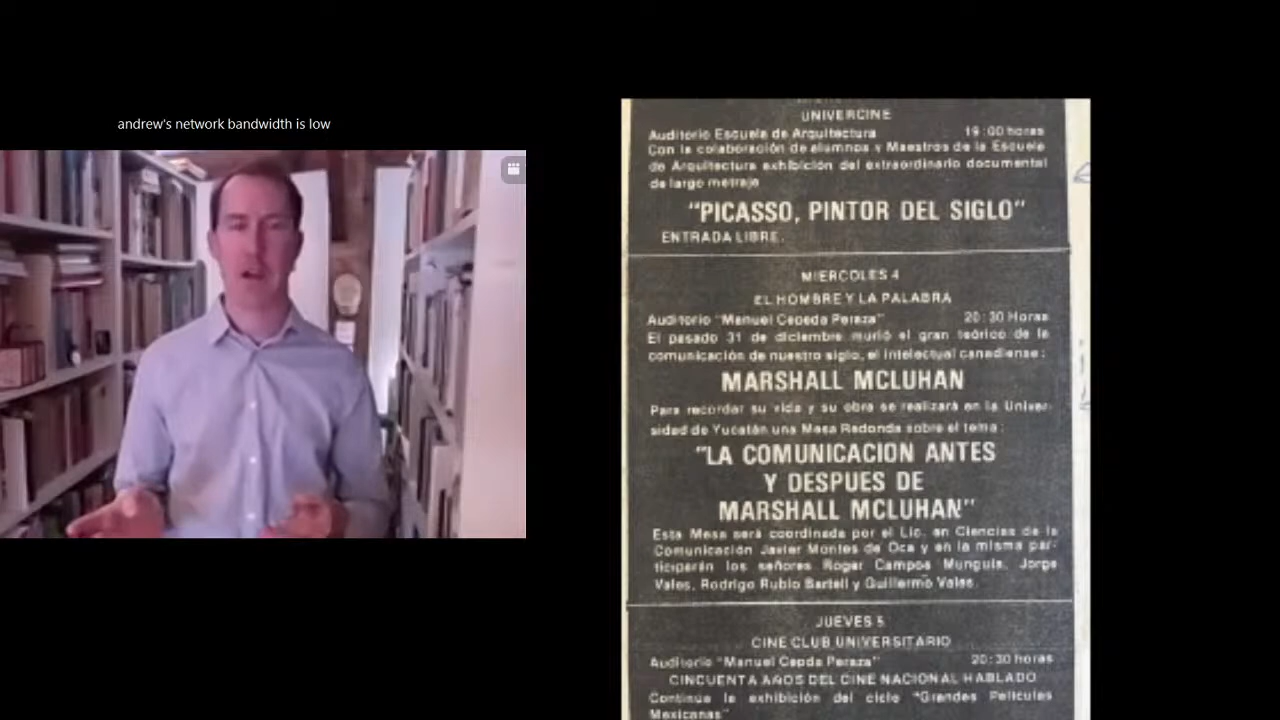 andrew's network bandwidth is low
UNIVERCINE
Auditorio Escuela de Arquitectura 19:00 horas
Con la colaboración de alumnos y Maestros de la Escuela
de Arquitectura exhibición del extraordinario documental
de largo metraje
"PICASSO, PINTOR DEL SIGLO"
ENTRADA LIBRE.
MIERCOLES 4
EL HOMBRE Y LA PALABRA
Auditorio "Manuel Cepeda Peraza" 20:30 Horas
El pasado 31 de diciembre murió el gran teórico de la
comunicación de nuestro siglo, el intelectual canadiense:
MARSHALL MCLUHAN
Para recordar su vida y su obra se realizará en la Univer-
sidad de Yucatán una Mesa Redonda sobre el tema:
"LA COMUNICACION ANTES
Y DESPUES DE
MARSHALL MCLUHAN"
Esta Mesa será coordinada por el Lic. en Ciencias de la
Comunicación Javier Montes de Oca y en la misma par-
ticiparán los señores Roger Campos Munguía, Jorge
Vales, Rodrigo Rubio Bartell y Guillermo Vales.
JUEVES 5
CINE CLUB UNIVERSITARIO
Auditorio "Manuel Cepda Peraza" 20:30 horas
CINCUENTA AÑOS DEL CINE NACIONAL HABLADO
Continúa la exhibición del ciclo "Grandes Películas
Mexicanas"